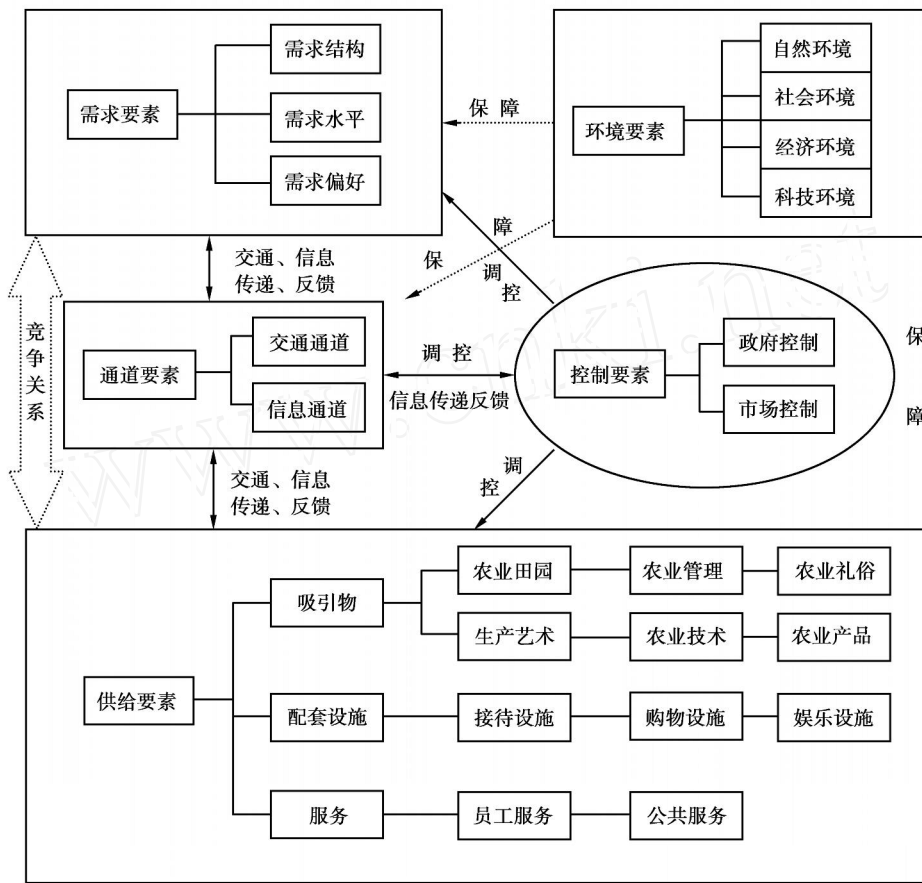 需求要素
需求结构
需求水平
需求偏好
保 障
环境要素
自然环境
社会环境
经济环境
科技环境
保 障
调控
交通、信息
传递、反馈
竞争关系
通道要素
交通通道
信息通道
调 控
信息传递反馈
控制要素
政府控制
市场控制
保
障
交通、信息
传递、反馈
调控
供给要素
吸引物
农业田园
农业管理
农业礼俗
生产艺术
农业技术
农业产品
配套设施
接待设施
购物设施
娱乐设施
服务
员工服务
公共服务
www.cnki.net